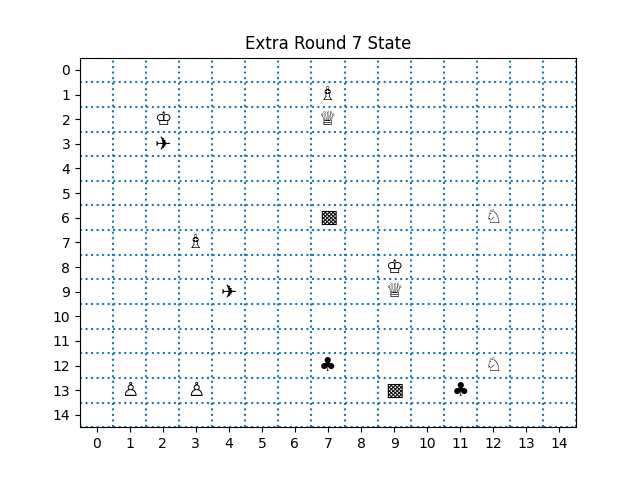 Extra Round 7 State
0
1 ♗
2 ♔ ♕
3 ✈
4
5
6 ▩ ♘
7 ♗
8 ♔
9 ✈ ♕
10
11
12 ♣ ♘
13 ♙ ♙ ▩ ♣
14
0 1 2 3 4 5 6 7 8 9 10 11 12 13 14